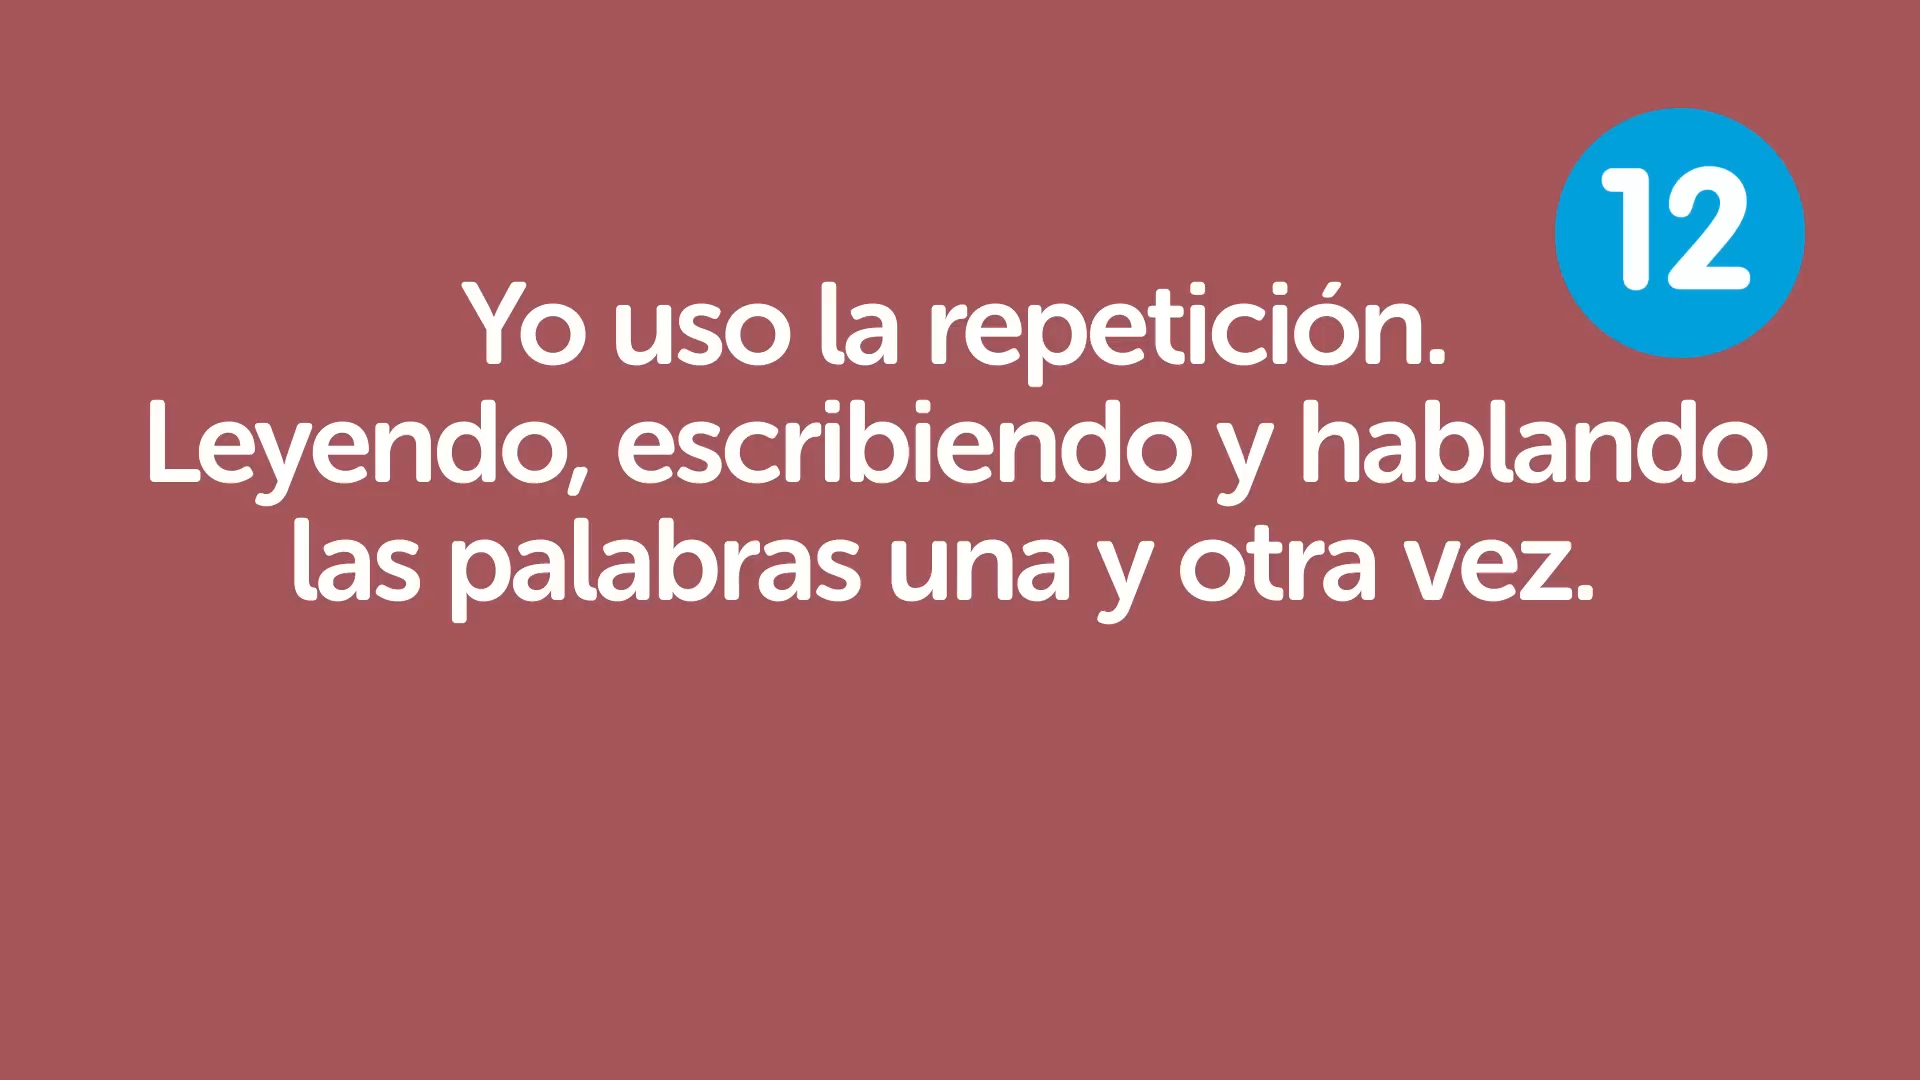 12
Yo uso la repetición.
Leyendo, escribiendo y hablando
las palabras una y otra vez.